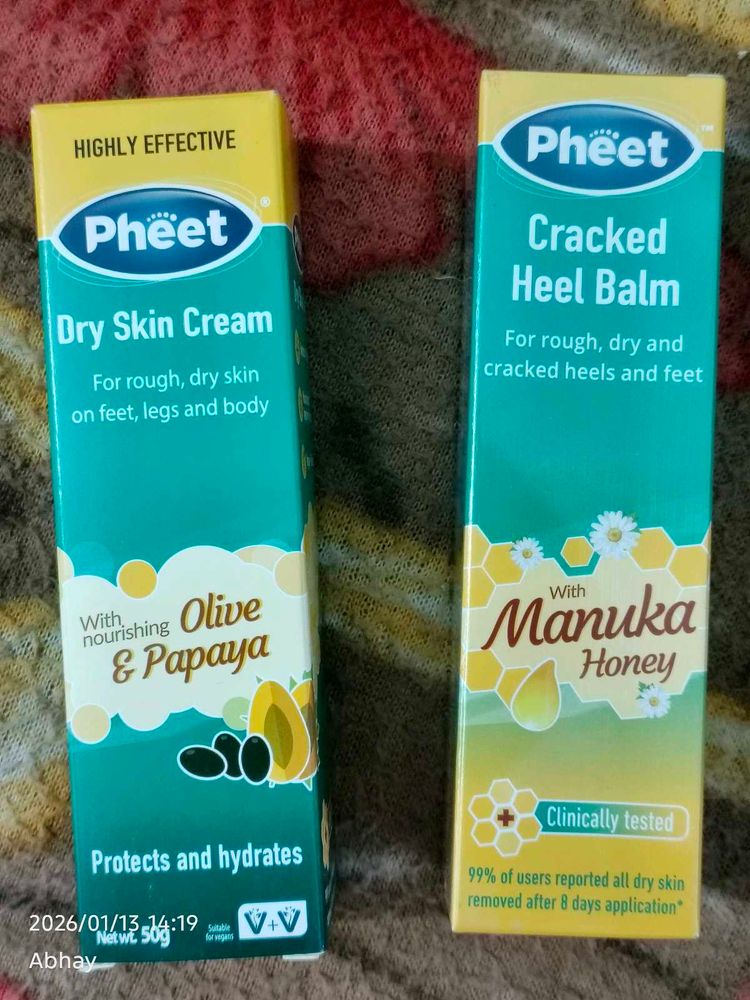 HIGHLY EFFECTIVE
Pheet®
Dry Skin Cream
For rough, dry skin
on feet, legs and body
With
nourishing Olive
& Papaya
Protects and hydrates
Net wt. 50g
Suitable
for vegans
V+V
Pheet™
Cracked
Heel Balm
For rough, dry and
cracked heels and feet
With
Manuka
Honey
Clinically tested
99% of users reported all dry skin
removed after 8 days application*
2026/01/13 14:19
Abhay